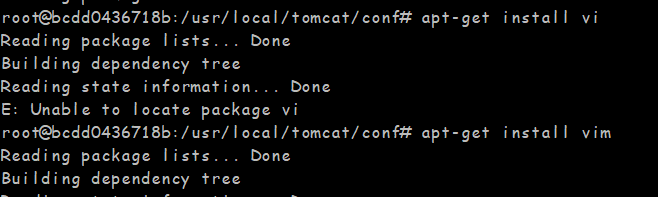 root@bcdd0436718b:/usr/local/tomcat/conf# apt-get install vi
Reading package lists... Done
Building dependency tree
Reading state information... Done
E: Unable to locate package vi
root@bcdd0436718b:/usr/local/tomcat/conf# apt-get install vim
Reading package lists... Done
Building dependency tree